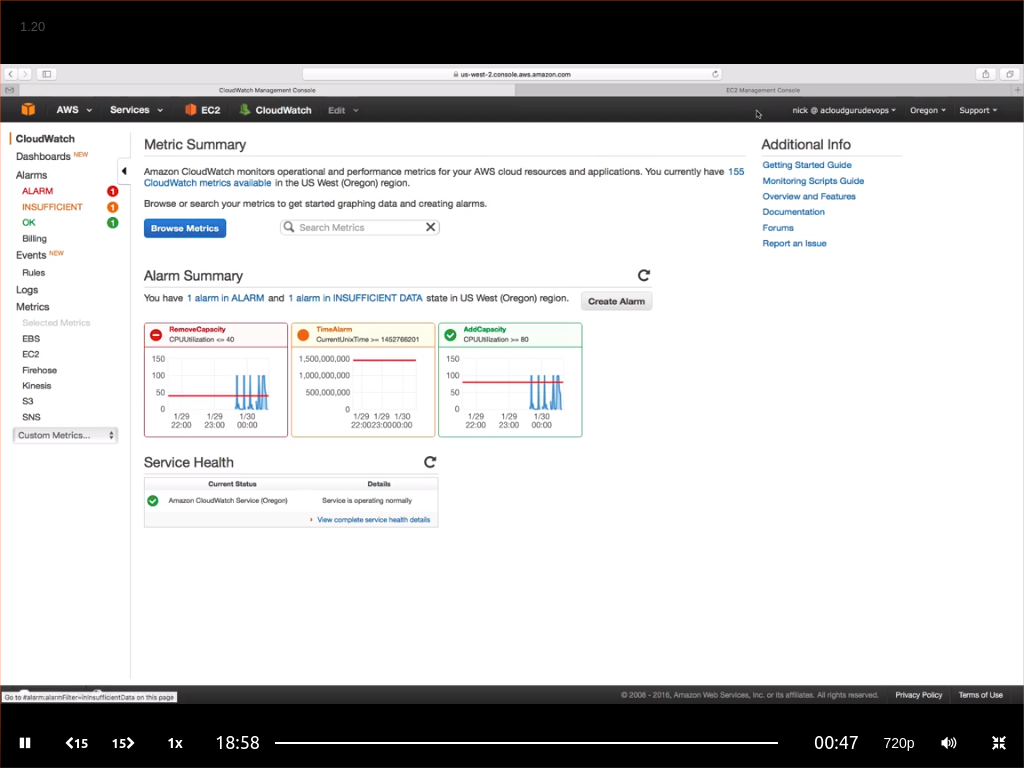 1.20
us-west-2.console.aws.amazon.com
CloudWatch Management Console
EC2 Management Console
AWS
Services
EC2
CloudWatch
Edit
nick @ acloudgurudevops
Oregon
Support
CloudWatch
Dashboards NEW
Alarms
ALARM 1
INSUFFICIENT 1
OK 1
Billing
Events NEW
Rules
Logs
Metrics
Selected Metrics
EBS
EC2
Firehose
Kinesis
S3
SNS
Custom Metrics...
Metric Summary
Amazon CloudWatch monitors operational and performance metrics for your AWS cloud resources and applications. You currently have 155
CloudWatch metrics available in the US West (Oregon) region.
Browse or search your metrics to get started graphing data and creating alarms.
Browse Metrics
Search Metrics
Alarm Summary
You have 1 alarm in ALARM and 1 alarm in INSUFFICIENT DATA state in US West (Oregon) region.
Create Alarm
RemoveCapacity
CPUUtilization <= 40
150
100
50
0
1/29 1/29 1/30
22:00 23:00 00:00
TimeAlarm
CurrentUnixTime >= 1452766201
1,500,000,000
1,000,000,000
500,000,000
0
1/29 1/29 1/30
22:00 23:00 00:00
AddCapacity
CPUUtilization >= 80
150
100
50
0
1/29 1/29 1/30
22:00 23:00 00:00
Service Health
Current Status Details
Amazon CloudWatch Service (Oregon) Service is operating normally
View complete service health details
Additional Info
Getting Started Guide
Monitoring Scripts Guide
Overview and Features
Documentation
Forums
Report an Issue
Go to #alarm:alarmFilter=inInsufficientData on this page
© 2008 - 2016, Amazon Web Services, Inc. or its affiliates. All rights reserved.
Privacy Policy
Terms of Use
15
15
1x
18:58
00:47
720p